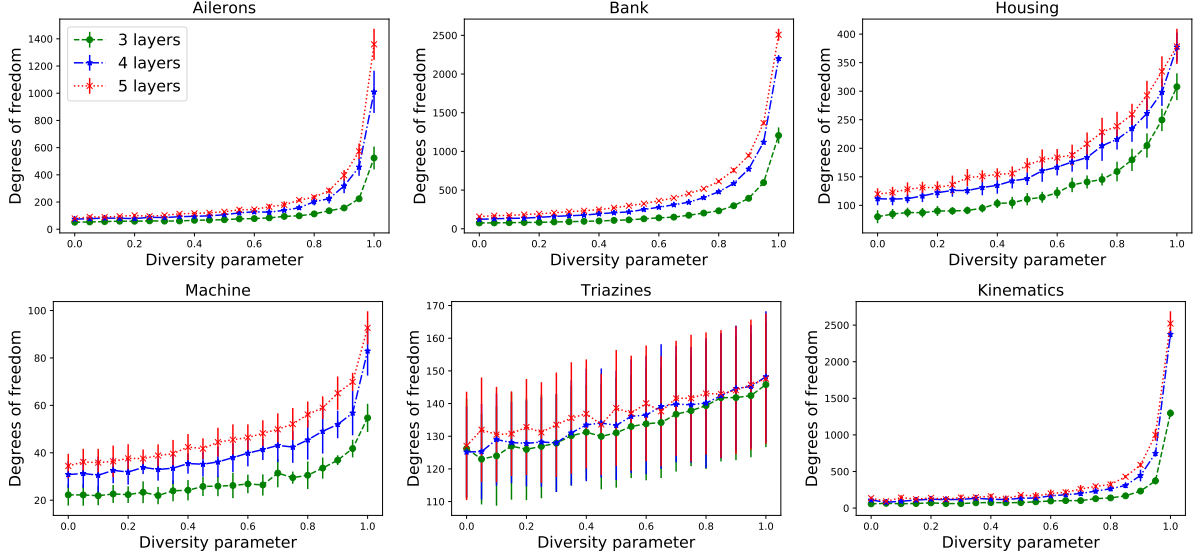 Ailerons
Degrees of freedom
1400
1200
1000
800
600
400
200
0
3 layers
4 layers
5 layers
0.0 0.2 0.4 0.6 0.8 1.0
Diversity parameter
Bank
Degrees of freedom
2500
2000
1500
1000
500
0
0.0 0.2 0.4 0.6 0.8 1.0
Diversity parameter
Housing
Degrees of freedom
400
350
300
250
200
150
100
0.0 0.2 0.4 0.6 0.8 1.0
Diversity parameter
Machine
Degrees of freedom
100
80
60
40
20
0.0 0.2 0.4 0.6 0.8 1.0
Diversity parameter
Triazines
Degrees of freedom
170
160
150
140
130
120
110
0.0 0.2 0.4 0.6 0.8 1.0
Diversity parameter
Kinematics
Degrees of freedom
2500
2000
1500
1000
500
0
0.0 0.2 0.4 0.6 0.8 1.0
Diversity parameter